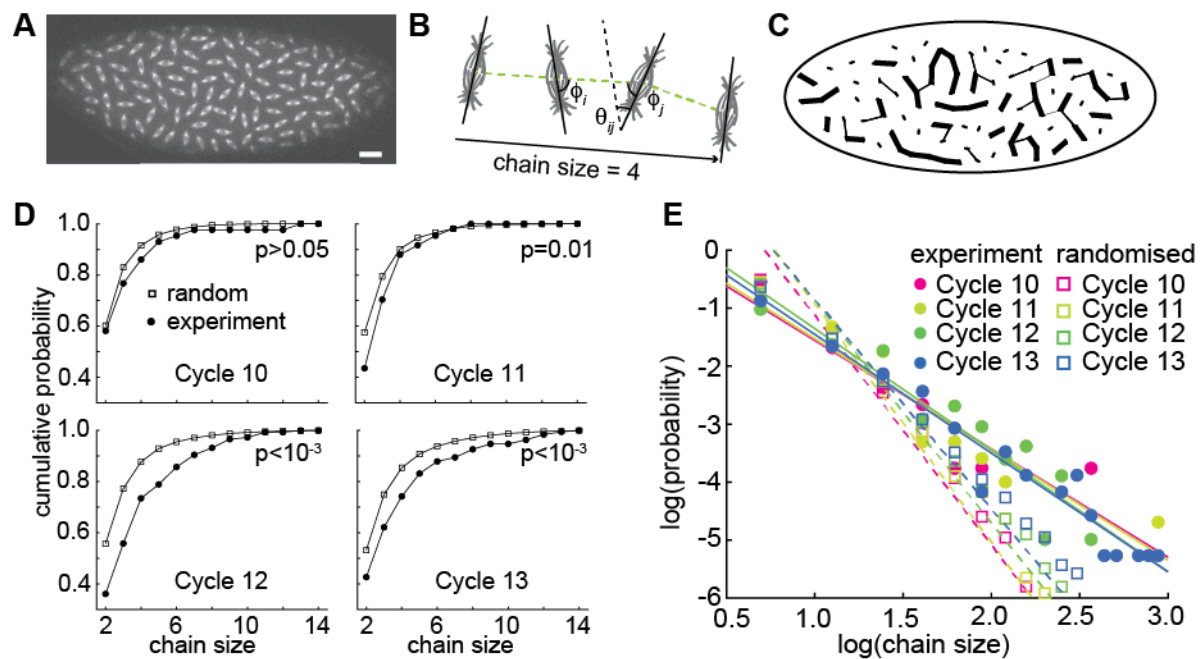 A
B
ϕi
θij
ϕj
chain size = 4
C
D
cumulative probability
1.0
0.8
0.6
0.4
p>0.05
random
experiment
Cycle 10
p=0.01
Cycle 11
1.0
0.8
0.6
0.4
p<10-3
Cycle 12
p<10-3
Cycle 13
2 6 10 14
2 6 10 14
chain size
chain size
E
log(probability)
0
-1
-2
-3
-4
-5
-6
experiment randomised
Cycle 10 Cycle 10
Cycle 11 Cycle 11
Cycle 12 Cycle 12
Cycle 13 Cycle 13
0.5 1.0 1.5 2.0 2.5 3.0
log(chain size)